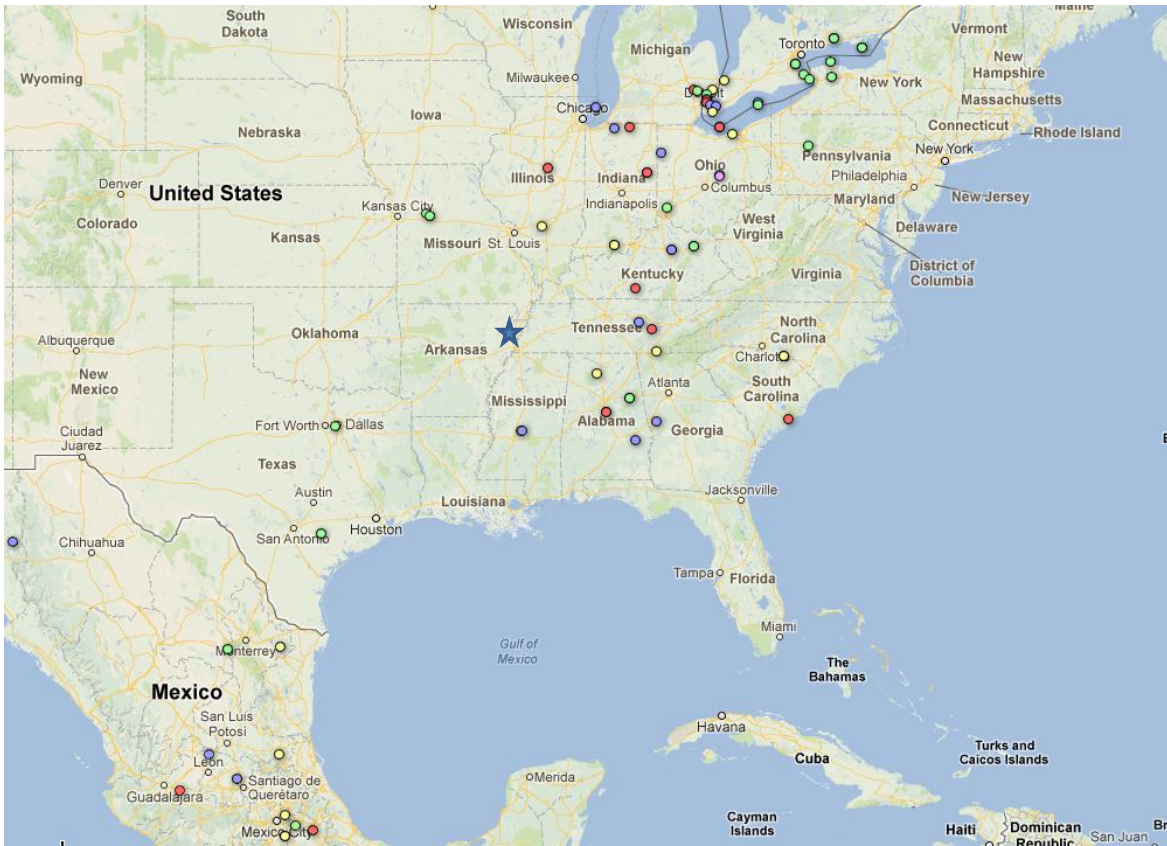 South
Dakota
Wisconsin
Michigan
Toronto
Maine
Vermont
New
Hampshire
Wyoming
Milwaukee
Detroit
New York
Massachusetts
Iowa
Chicago
Connecticut
Rhode Island
Nebraska
Pennsylvania
New York
Illinois
Indiana
Ohio
Columbus
Philadelphia
New Jersey
Denver
United States
Indianapolis
Maryland
Delaware
Kansas City
Colorado
Kansas
Missouri
St. Louis
West
Virginia
District of
Columbia
Kentucky
Virginia
Oklahoma
Tennessee
North
Carolina
Albuquerque
Arkansas
Charlotte
New
Mexico
Atlanta
South
Carolina
Mississippi
Alabama
Georgia
Fort Worth
Dallas
Ciudad
Juarez
Texas
Austin
Louisiana
Jacksonville
Chihuahua
San Antonio
Houston
Tampa
Florida
Miami
Gulf of
Mexico
Monterrey
The
Bahamas
Mexico
San Luis
Potosi
Havana
Cuba
Turks and
Caicos Islands
Leon
Guadalajara
Santiago de
Querétaro
Merida
Mexico City
Cayman
Islands
Haiti
Dominican
Republic
San Juan
Br